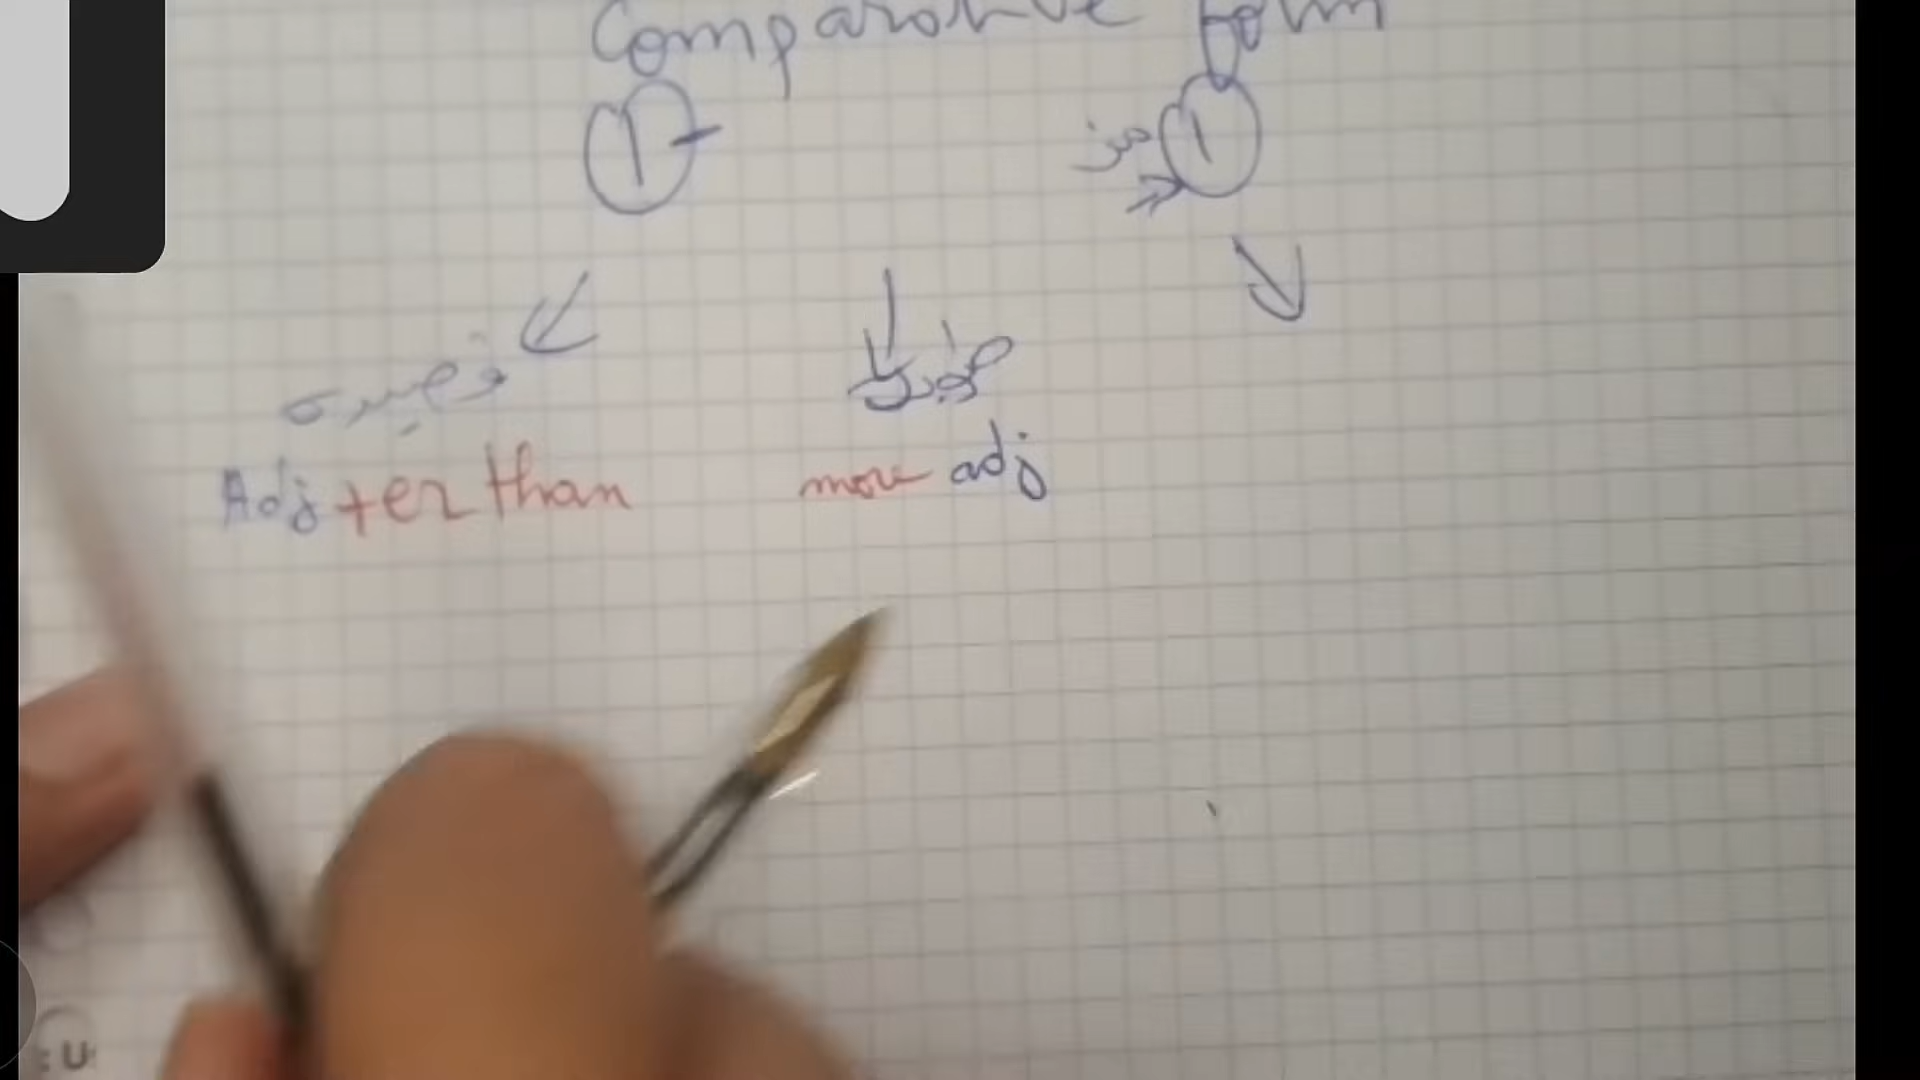 Comparative form
1
1
قصيرة
طويلة
Adj +er than
more adj